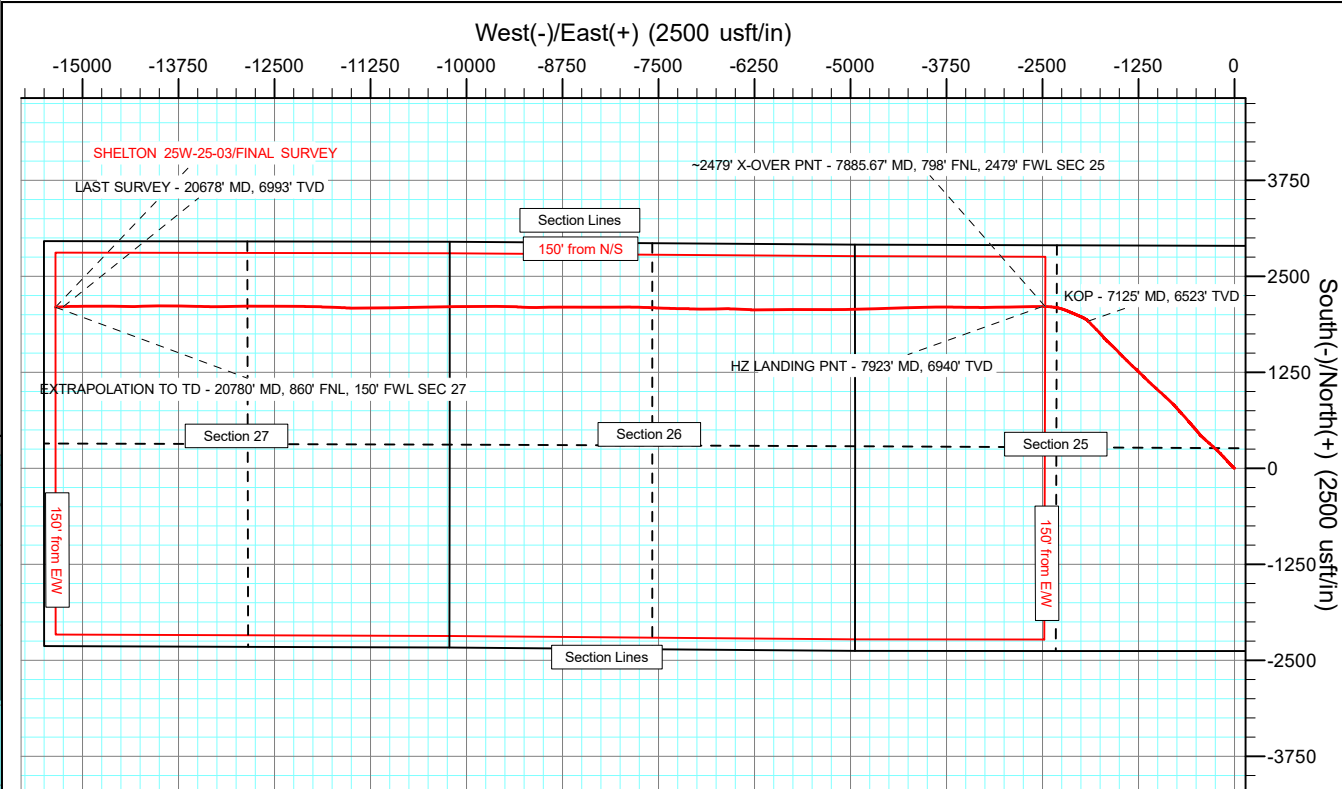 West(-)/East(+) (2500 usft/in)
-15000 -13750 -12500 -11250 -10000 -8750 -7500 -6250 -5000 -3750 -2500 -1250 0
SHELTON 25W-25-03/FINAL SURVEY
LAST SURVEY - 20678' MD, 6993' TVD
~2479' X-OVER PNT - 7885.67' MD, 798' FNL, 2479' FWL SEC 25
3750
Section Lines
150' from N/S
2500
KOP - 7125' MD, 6523' TVD
HZ LANDING PNT - 7923' MD, 6940' TVD
1250
EXTRAPOLATION TO TD - 20780' MD, 860' FNL, 150' FWL SEC 27
Section 27
Section 26
Section 25
0
150' from E/W
150' from E/W
-1250
Section Lines
-2500
-3750
South(-)/North(+) (2500 usft/in)